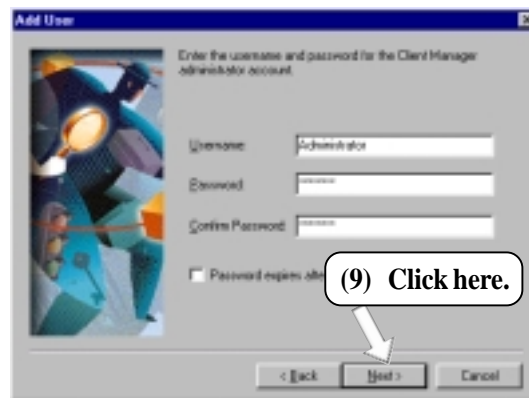 Add User
Enter the username and password for the Client Manager
administrator account.
Username: Administrator
Password: ********
Confirm Password: ********
Password expires afte
(9) Click here.
< Back Next > Cancel